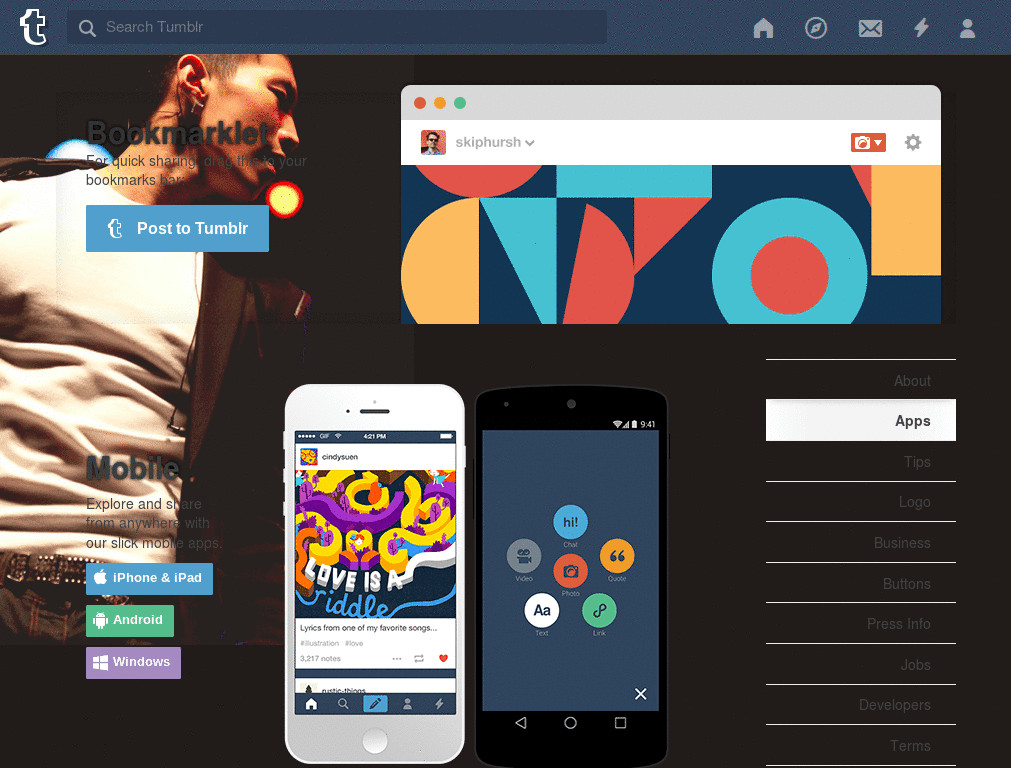 Search Tumblr
Bookmarklet
For quick sharing, drag this to your
bookmarks bar:
Post to Tumblr
skiphursh
Mobile
Explore and share
from anywhere with
our slick mobile apps.
iPhone & iPad
Android
Windows
GIF 4:21 PM
cindysuen
LOVE IS A
riddle
Lyrics from one of my favorite songs...
#illustration #love
3,217 notes
rustic-things
9:41
hi!
Chat
Video
Quote
Photo
Aa
Text
Link
About
Apps
Tips
Logo
Business
Buttons
Press Info
Jobs
Developers
Terms